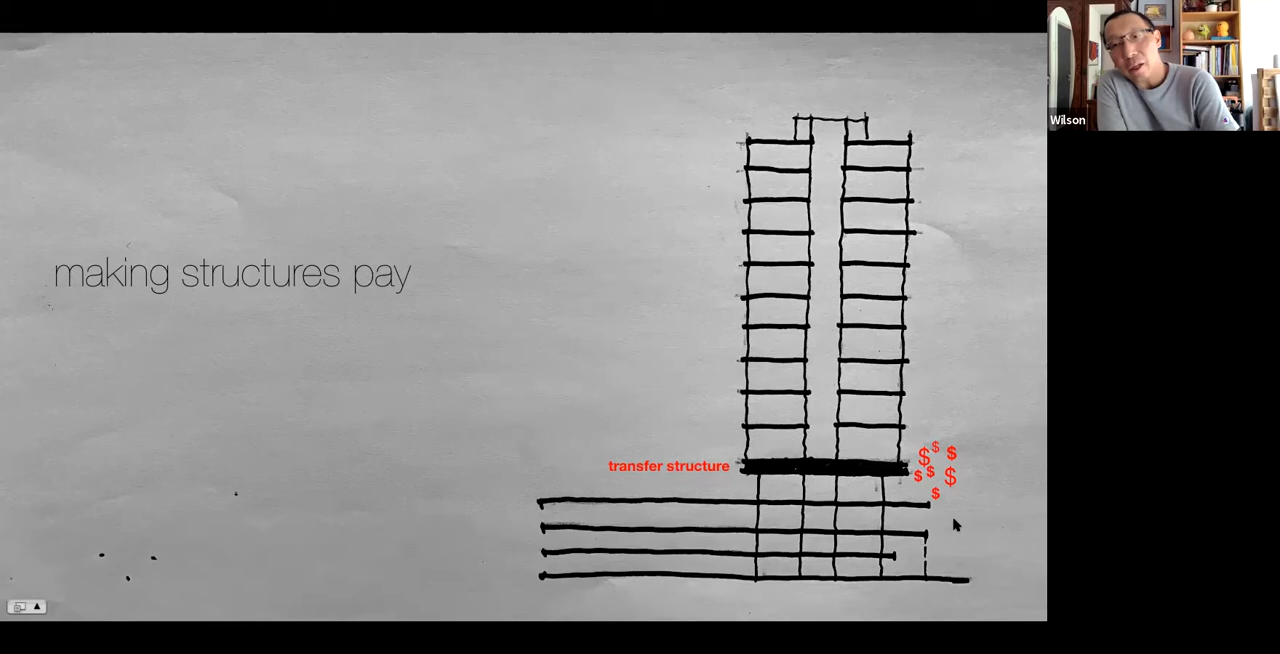 Wilson
making structures pay
transfer structure
$ $ $
$ $ $
$